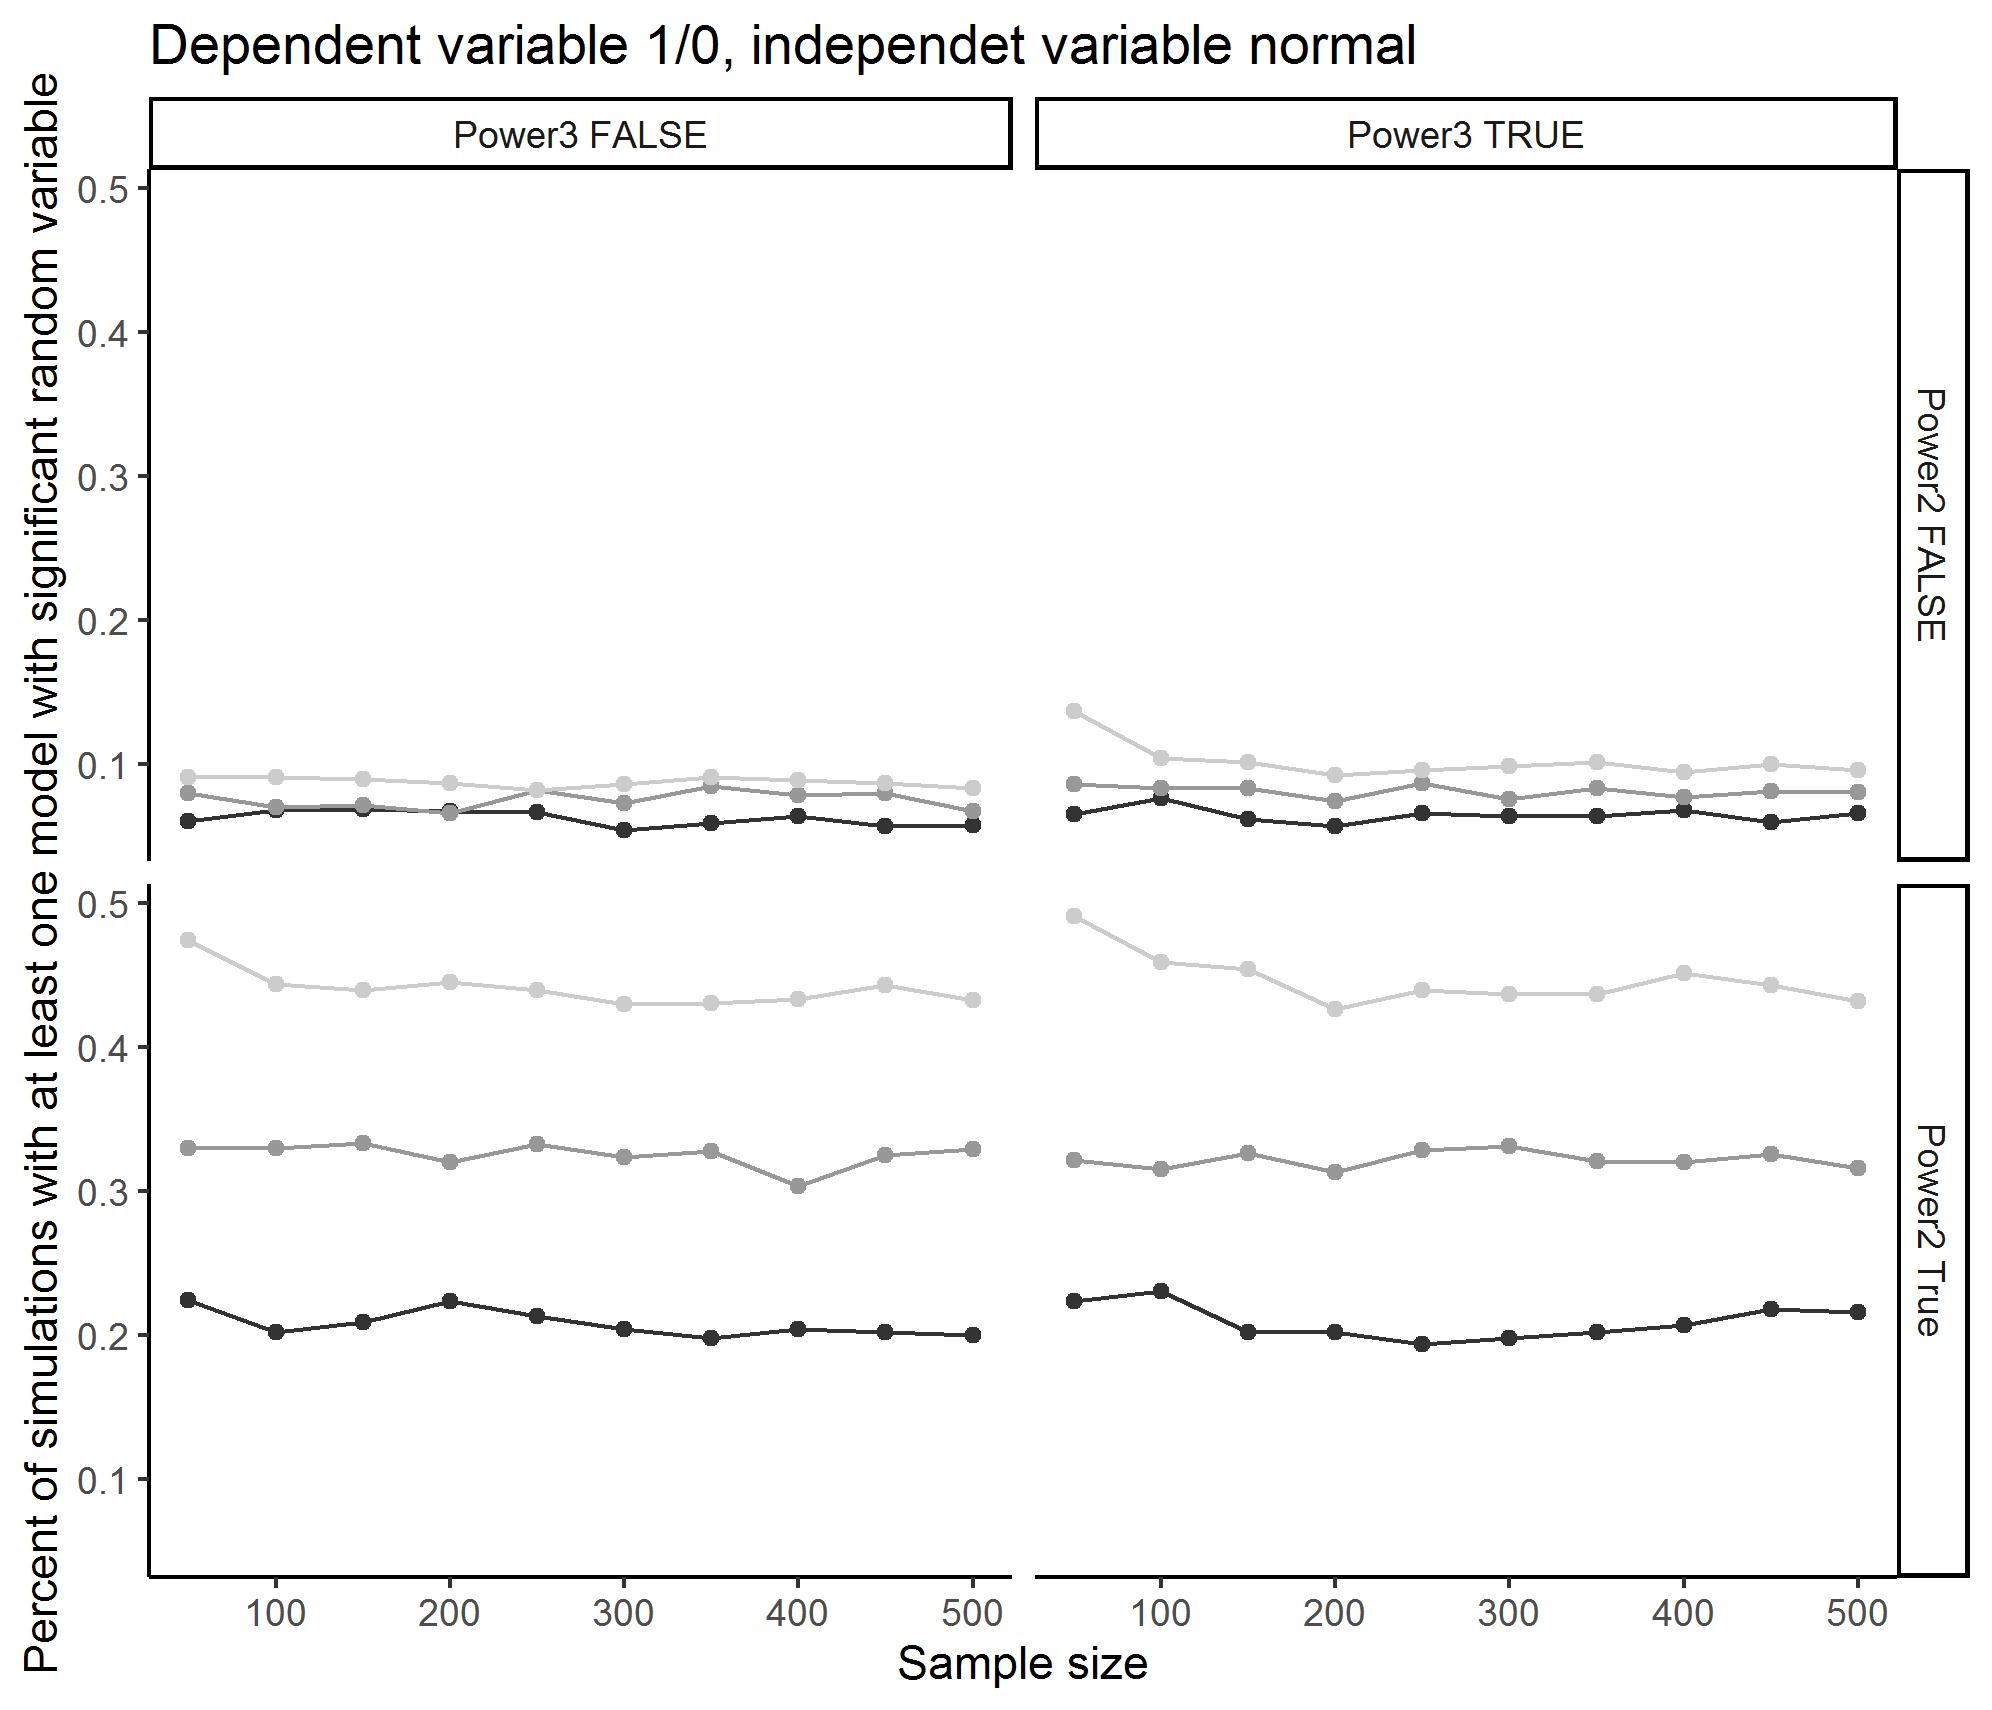 Dependent variable 1/0, independet variable normal
Power3 FALSE
Power3 TRUE
Percent of simulations with at least one model with significant random variable
0.5
0.4
0.3
0.2
0.1
Power2 FALSE
0.5
0.4
0.3
0.2
0.1
Power2 True
100 200 300 400 500
100 200 300 400 500
Sample size